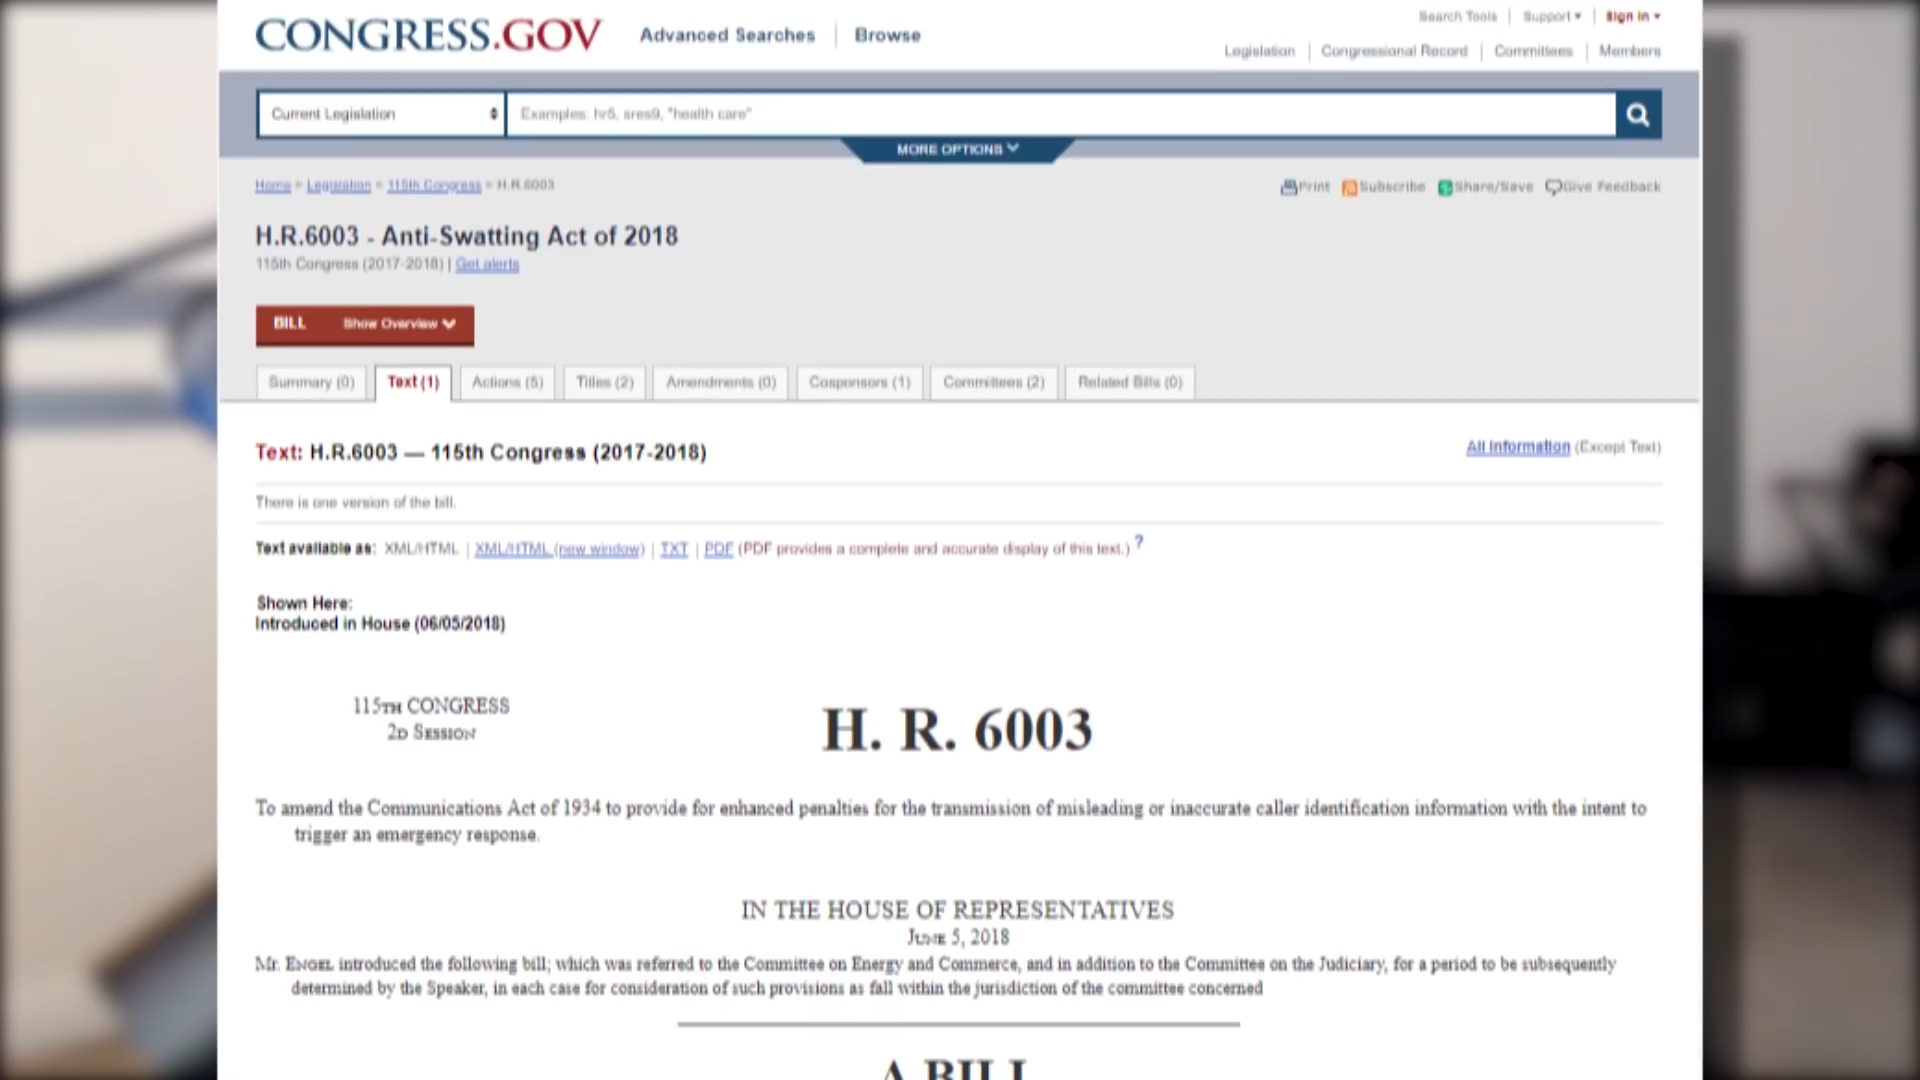 CONGRESS.GOV Advanced Searches Browse
Search Tools Support Sign In
Legislation Congressional Record Committees Members
Current Legislation Examples: hr5, sres9, "health care"
MORE OPTIONS
Home > Legislation > 115th Congress > H.R.6003
Print Subscribe Share/Save Give Feedback
H.R.6003 - Anti-Swatting Act of 2018
115th Congress (2017-2018) | Get alerts
BILL Show Overview
Summary (0) Text (1) Actions (5) Titles (2) Amendments (0) Cosponsors (1) Committees (2) Related Bills (0)
Text: H.R.6003 — 115th Congress (2017-2018)
All Information (Except Text)
There is one version of the bill.
Text available as: XML/HTML | XML/HTML (new window) | TXT | PDF (PDF provides a complete and accurate display of this text.) ?
Shown Here:
Introduced in House (06/05/2018)
115TH CONGRESS
2D SESSION
H. R. 6003
To amend the Communications Act of 1934 to provide for enhanced penalties for the transmission of misleading or inaccurate caller identification information with the intent to
trigger an emergency response.
IN THE HOUSE OF REPRESENTATIVES
JUNE 5, 2018
Mr. ENGEL introduced the following bill; which was referred to the Committee on Energy and Commerce, and in addition to the Committee on the Judiciary, for a period to be subsequently
determined by the Speaker, in each case for consideration of such provisions as fall within the jurisdiction of the committee concerned
A BILL